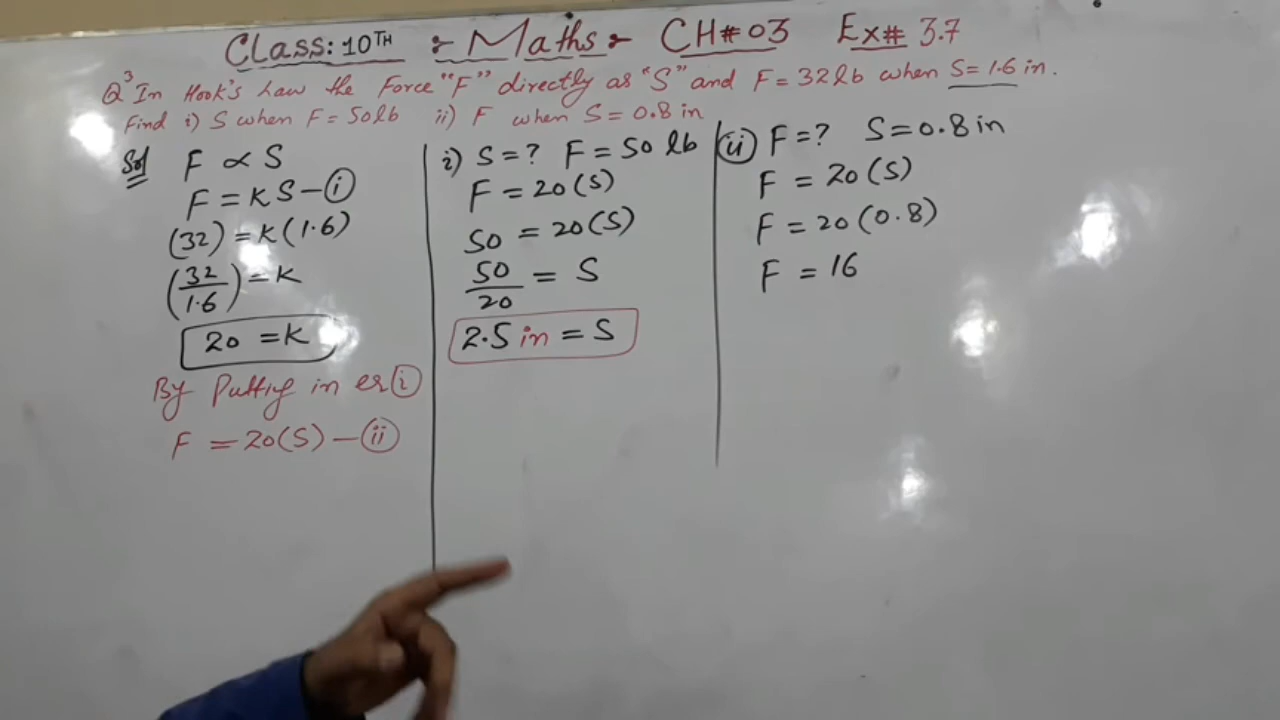 Class: 10TH :- Maths :- CH# 03 Ex# 3.7
Q3 In Hook's Law the Force "F" directly as "S" and F = 32lb when S= 1.6 in.
Find i) S when F= 50lb ii) F when S= 0.8 in
Sol F ∝ S
F = KS - (i)
(32) = K(1.6)
(32/1.6) = K
20 = K
By Putting in eq (i)
F = 20(S) - (ii)
i) S = ? F = 50 lb
F = 20(S)
50 = 20(S)
50/20 = S
2.5 in = S
(ii) F = ? S = 0.8 in
F = 20(S)
F = 20(0.8)
F = 16